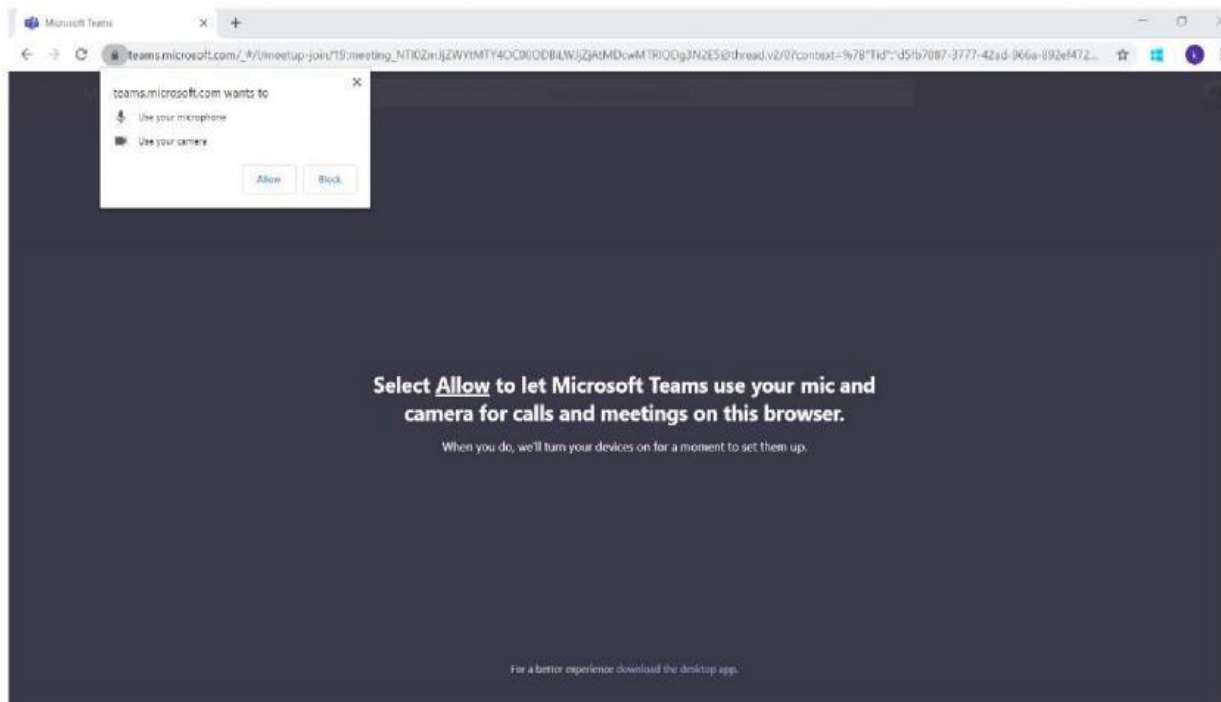 Microsoft Teams
teams.microsoft.com wants to
Use your microphone
Use your camera
Allow
Block
Select Allow to let Microsoft Teams use your mic and
camera for calls and meetings on this browser.
When you do, we'll turn your devices on for a moment to set them up.
For a better experience download the desktop app.